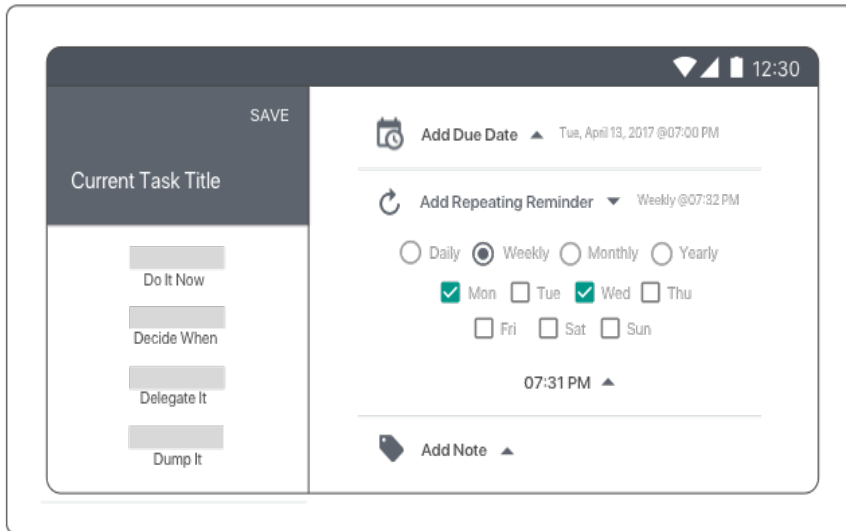 12:30
SAVE
Current Task Title
Do It Now
Decide When
Delegate It
Dump It
Add Due Date Tue, April 13, 2017 @07:00 PM
Add Repeating Reminder Weekly @07:32 PM
Daily Weekly Monthly Yearly
Mon Tue Wed Thu
Fri Sat Sun
07:31 PM
Add Note